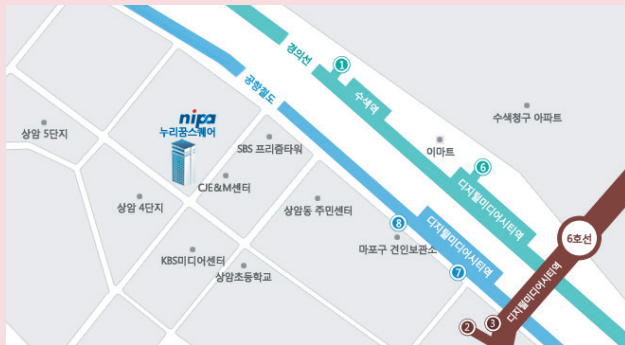 경의선
1
수색역
공항철도
수색청구 아파트
nipa
누리꿈스퀘어
상암 5단지
SBS 프리즘타워
이마트
6
디지털미디어시티역
CJE&M센터
상암 4단지
상암동 주민센터
8
디지털미디어시티역
마포구 견인보관소
6호선
KBS미디어센터
상암초등학교
7
디지털미디어시티역
2
3